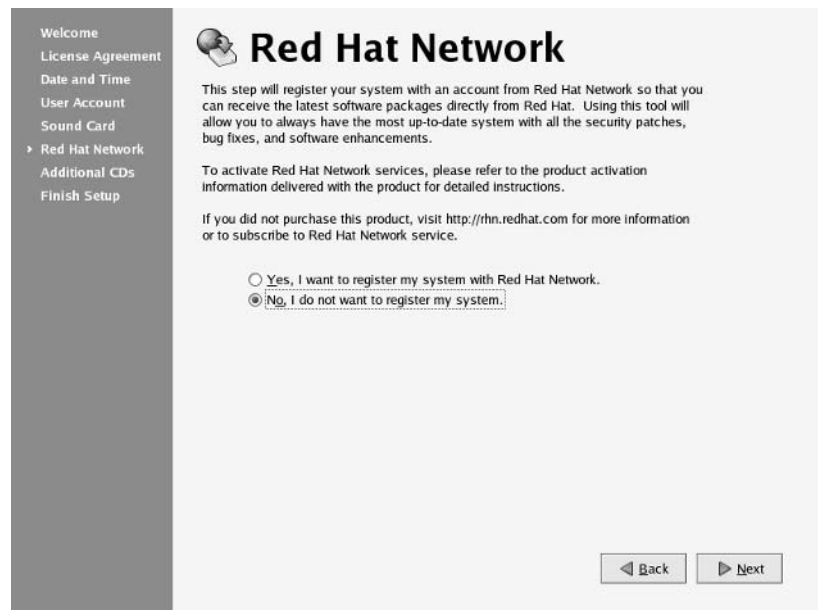 Welcome
License Agreement
Date and Time
User Account
Sound Card
Red Hat Network
Additional CDs
Finish Setup
Red Hat Network
This step will register your system with an account from Red Hat Network so that you
can receive the latest software packages directly from Red Hat. Using this tool will
allow you to always have the most up-to-date system with all the security patches,
bug fixes, and software enhancements.
To activate Red Hat Network services, please refer to the product activation
information delivered with the product for detailed instructions.
If you did not purchase this product, visit http://rhn.redhat.com for more information
or to subscribe to Red Hat Network service.
Yes, I want to register my system with Red Hat Network.
No, I do not want to register my system.
Back
Next